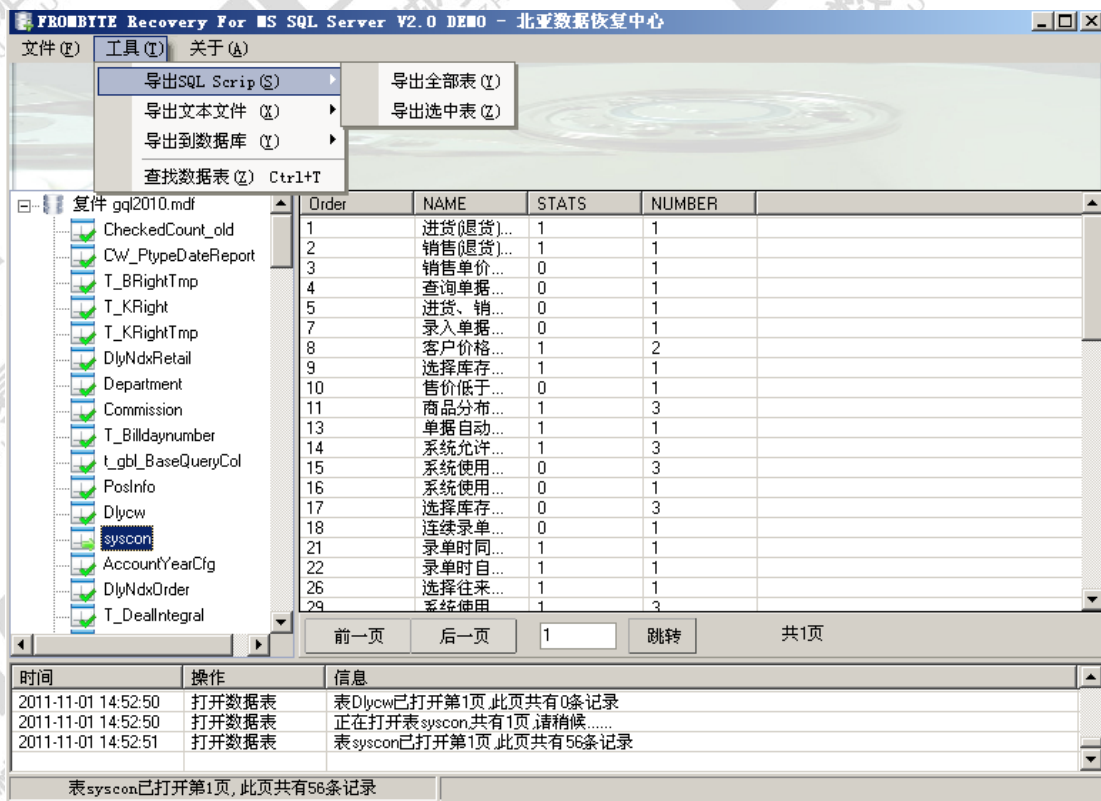 FROMBYTE Recovery For MS SQL Server V2.0 DEMO - 北亚数据恢复中心
文件(F) 工具(T) 关于(A)
导出SQL Scrip(S) 导出全部表(Y)
导出文本文件 (X) 导出选中表(Z)
导出到数据库 (Y)
查找数据表(Z) Ctrl+T
复件 gql2010.mdf
CheckedCount_old
CW_PtypeDateReport
T_BRightTmp
T_KRight
T_KRightTmp
DlyNdxRetail
Department
Commission
T_Billdaynumber
t_gbl_BaseQueryCol
PosInfo
Dlycw
syscon
AccountYearCfg
DlyNdxOrder
T_DealIntegral
Order NAME STATS NUMBER
1 进货(退货)... 1 1
2 销售(退货)... 1 1
3 销售单价... 0 1
4 查询单据... 0 1
5 进货、销... 0 1
7 录入单据... 0 1
8 客户价格... 1 2
9 选择库存... 1 1
10 售价低于... 0 1
11 商品分布... 1 3
13 单据自动... 1 1
14 系统允许... 1 3
15 系统使用... 0 3
16 系统使用... 0 1
17 选择库存... 0 3
18 连续录单... 0 1
21 录单时同... 1 1
22 录单时自... 1 1
26 选择往来... 1 1
29 系统使用 1 3
前一页 后一页 1 跳转 共1页
时间 操作 信息
2011-11-01 14:52:50 打开数据表 表Dlycw已打开第1页,此页共有0条记录
2011-11-01 14:52:50 打开数据表 正在打开表syscon,共有1页,请稍候......
2011-11-01 14:52:51 打开数据表 表syscon已打开第1页,此页共有56条记录
表syscon已打开第1页,此页共有56条记录